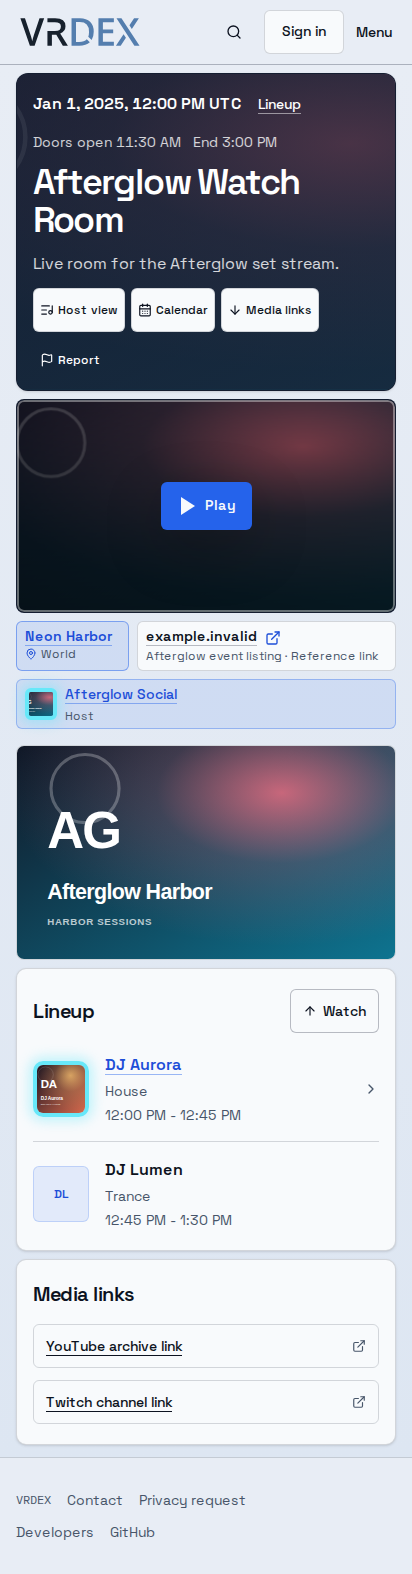 VRDEX
Sign in
Menu
Jan 1, 2025, 12:00 PM UTC Lineup
Doors open 11:30 AM End 3:00 PM
Afterglow Watch
Room
Live room for the Afterglow set stream.
Host view
Calendar
Media links
Report
Play
Neon Harbor
World
example.invalid
Afterglow event listing · Reference link
Afterglow Social
Host
AG
Afterglow Harbor
HARBOR SESSIONS
Lineup
Watch
DA
DJ Aurora
DJ Aurora
House
12:00 PM - 12:45 PM
DL
DJ Lumen
Trance
12:45 PM - 1:30 PM
Media links
YouTube archive link
Twitch channel link
VRDEX Contact Privacy request
Developers GitHub